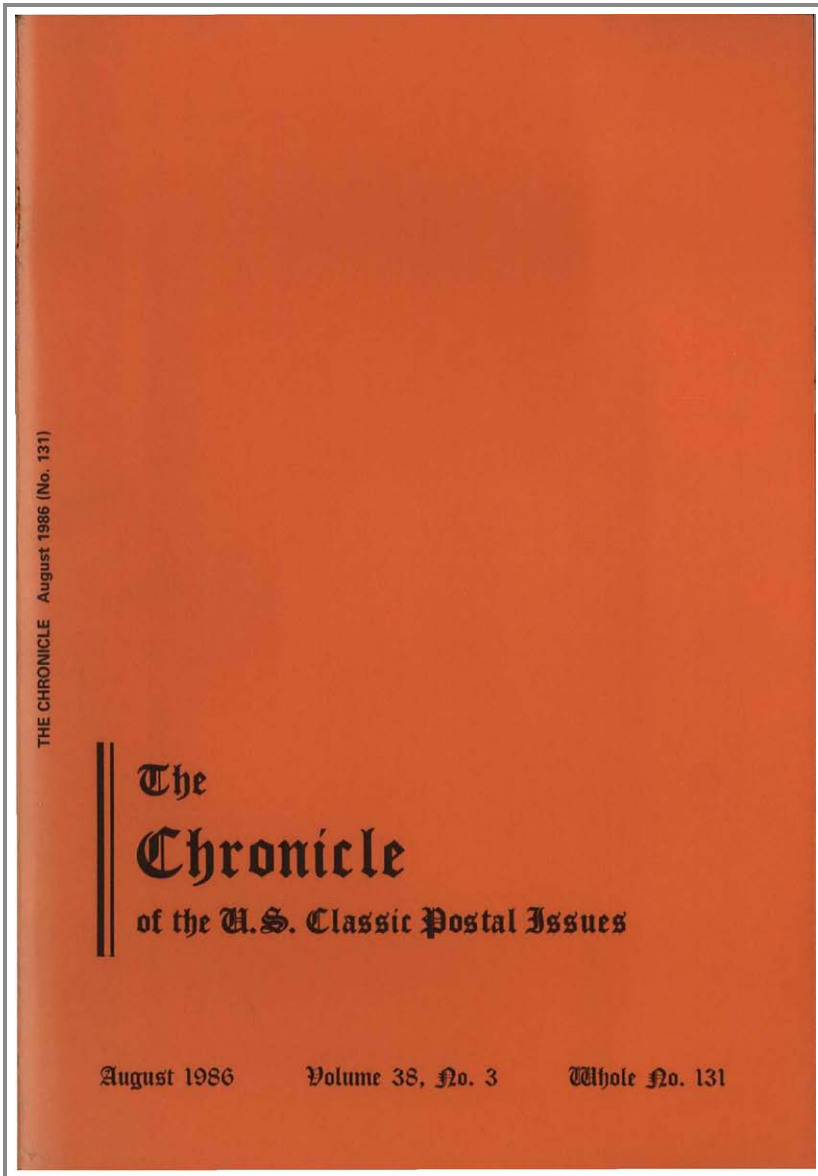 THE CHRONICLE August 1986 (No. 131)
The
Chronicle
of the U.S. Classic Postal Issues
August 1986 Volume 38, No. 3 Whole No. 131